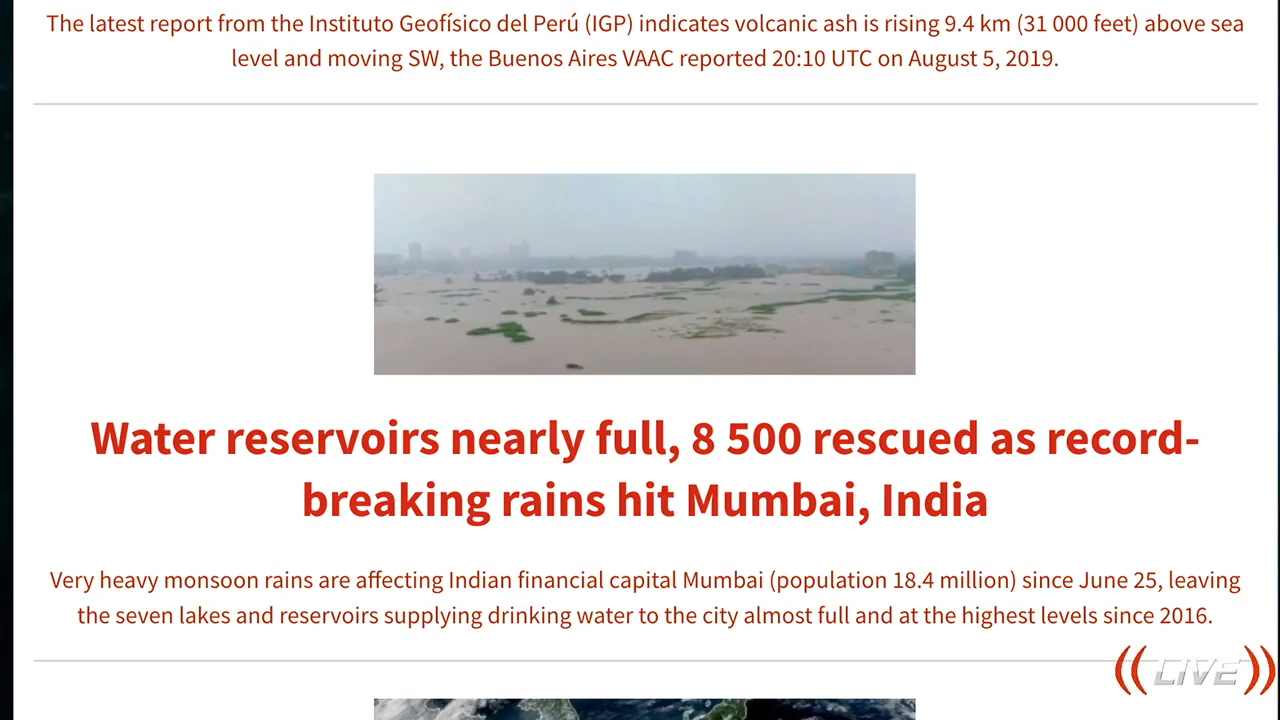 The latest report from the Instituto Geofísico del Perú (IGP) indicates volcanic ash is rising 9.4 km (31 000 feet) above sea
level and moving SW, the Buenos Aires VAAC reported 20:10 UTC on August 5, 2019.
Water reservoirs nearly full, 8 500 rescued as record-
breaking rains hit Mumbai, India
Very heavy monsoon rains are affecting Indian financial capital Mumbai (population 18.4 million) since June 25, leaving
the seven lakes and reservoirs supplying drinking water to the city almost full and at the highest levels since 2016.
((LIVE))